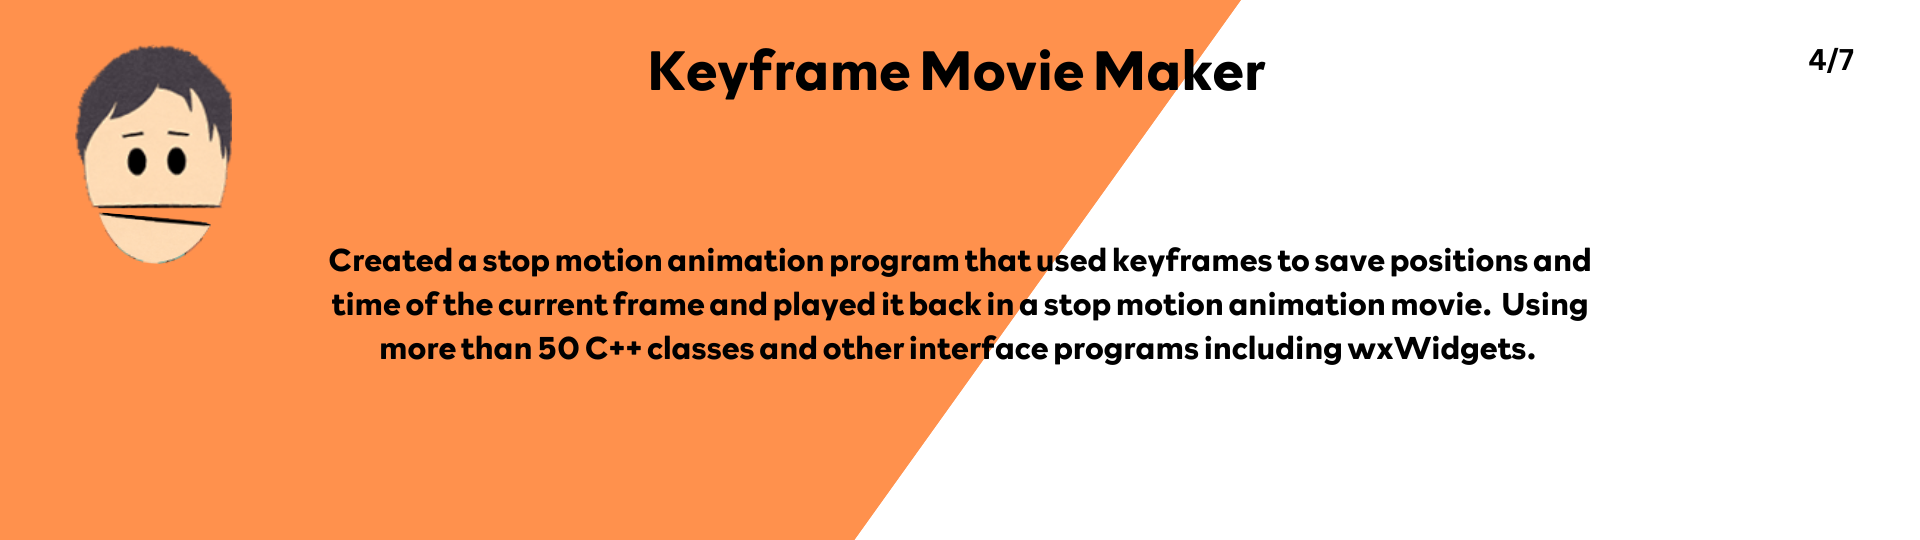 Keyframe Movie Maker
4/7
Created a stop motion animation program that used keyframes to save positions and
time of the current frame and played it back in a stop motion animation movie.  Using
more than 50 C++ classes and other interface programs including wxWidgets.